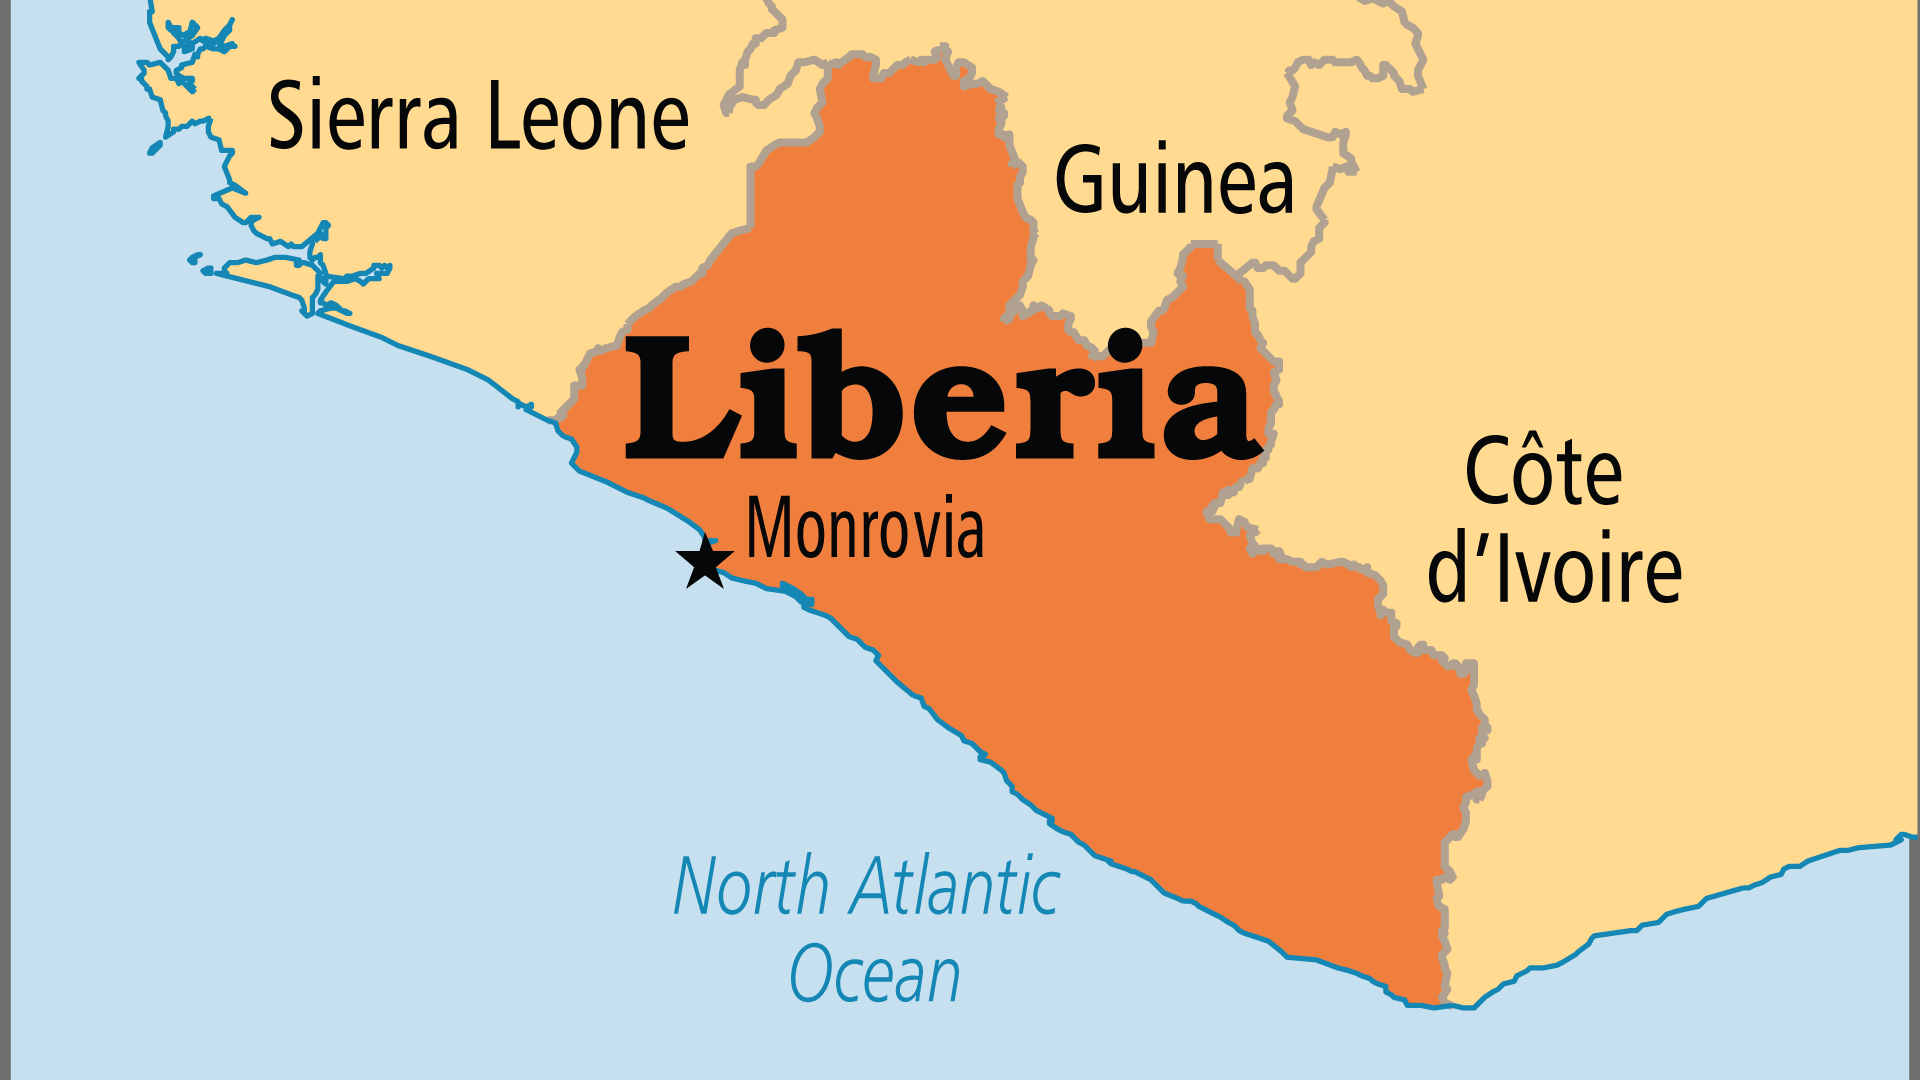 Sierra Leone
Guinea
Liberia
Côte
d’Ivoire
Monrovia
North Atlantic
Ocean